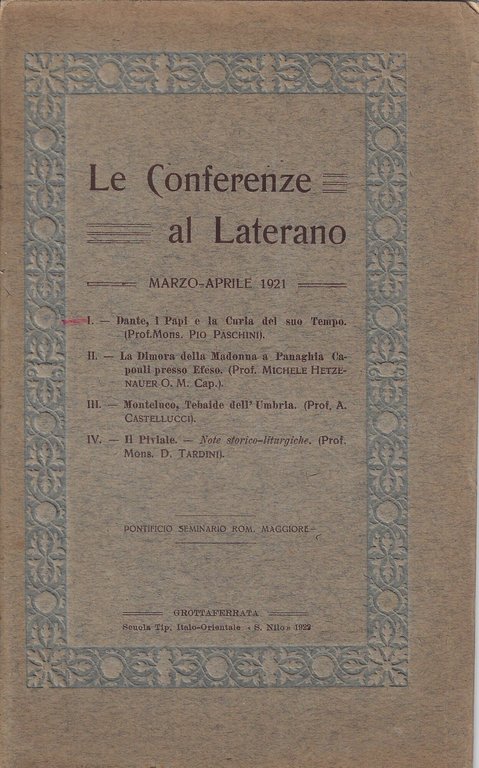 Le Conferenze
al Laterano
MARZO-APRILE 1921
I. — Dante, i Papi e la Curia del suo Tempo.
(Prof.Mons. PIO PASCHINI).
II. — La Dimora della Madonna a Panaghia Ca-
pouli presso Efeso. (Prof. MICHELE HETZE-
NAUER O. M. Cap.).
III. — Monteluco, Tebaide dell' Umbria. (Prof. A.
CASTELLUCCI).
IV. — Il Piviale. — Note storico-liturgiche. (Prof.
Mons. D. TARDINI).
PONTIFICIO SEMINARIO ROM. MAGGIORE
GROTTAFERRATA
Scuola Tip. Italo-Orientale « S. Nilo » 1922